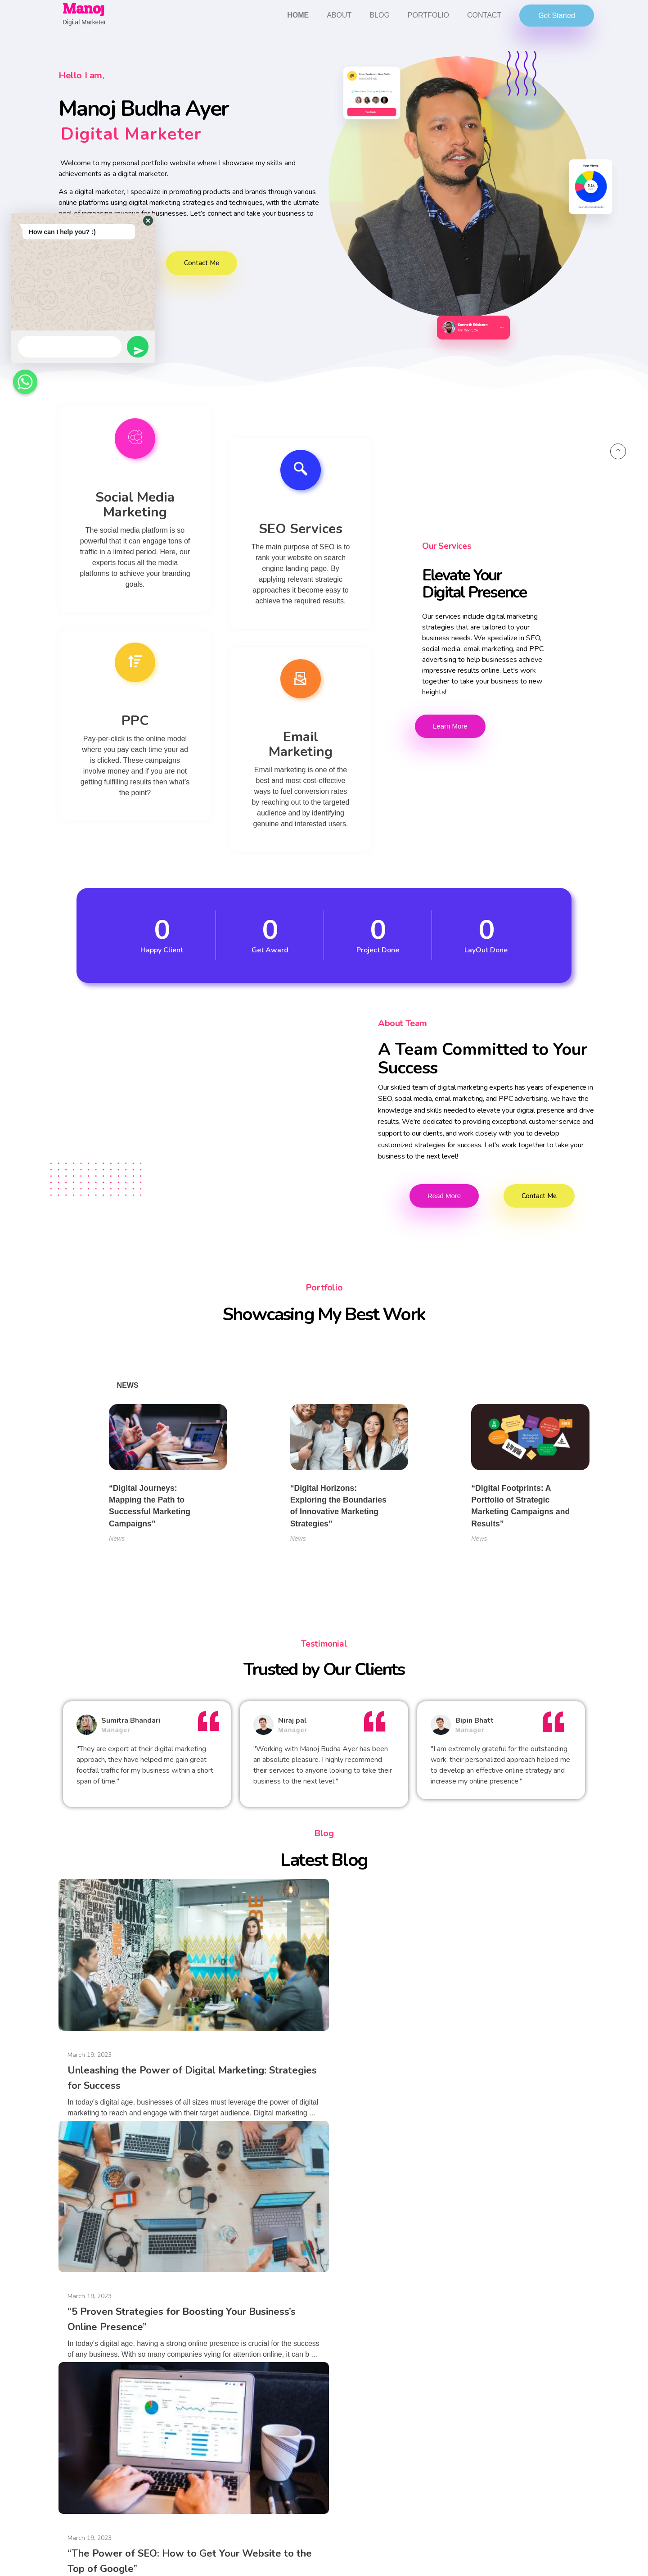 Manoj
Digital Marketer
HOME
ABOUT
BLOG
PORTFOLIO
CONTACT
Get Started
Hello I am,
Manoj Budha Ayer
Digital Marketer
Welcome to my personal portfolio website where I showcase my skills and
achievements as a digital marketer.
As a digital marketer, I specialize in promoting products and brands through various
online platforms using digital marketing strategies and techniques, with the ultimate
goal of increasing revenue for businesses. Let's connect and take your business to
How can I help you? :)
Contact Me
Social Media
Marketing
The social media platform is so
powerful that it can engage tons of
traffic in a limited period. Here, our
experts focus all the media
platforms to achieve your branding
goals.
SEO Services
The main purpose of SEO is to
rank your website on search
engine landing page. By
applying relevant strategic
approaches it become easy to
achieve the required results.
PPC
Pay-per-click is the online model
where you pay each time your ad
is clicked. These campaigns
involve money and if you are not
getting fulfilling results then what's
the point?
Email
Marketing
Email marketing is one of the
best and most cost-effective
ways to fuel conversion rates
by reaching out to the targeted
audience and by identifying
genuine and interested users.
Our Services
Elevate Your
Digital Presence
Our services include digital marketing
strategies that are tailored to your
business needs. We specialize in SEO,
social media, email marketing, and PPC
advertising to help businesses achieve
impressive results online. Let's work
together to take your business to new
heights!
Learn More
0
Happy Client
0
Get Award
0
Project Done
0
LayOut Done
About Team
A Team Committed to Your
Success
Our skilled team of digital marketing experts has years of experience in
SEO, social media, email marketing, and PPC advertising. we have the
knowledge and skills needed to elevate your digital presence and drive
results. We're dedicated to providing exceptional customer service and
support to our clients, and work closely with you to develop
customized strategies for success. Let's work together to take your
business to the next level!
Read More
Contact Me
Portfolio
Showcasing My Best Work
NEWS
“Digital Journeys:
Mapping the Path to
Successful Marketing
Campaigns”
News
“Digital Horizons:
Exploring the Boundaries
of Innovative Marketing
Strategies”
News
“Digital Footprints: A
Portfolio of Strategic
Marketing Campaigns and
Results”
News
Testimonial
Trusted by Our Clients
Sumitra Bhandari
Manager
"They are expert at their digital marketing
approach, they have helped me gain great
footfall traffic for my business within a short
span of time."
Niraj pal
Manager
"Working with Manoj Budha Ayer has been
an absolute pleasure. I highly recommend
their services to anyone looking to take their
business to the next level."
Bipin Bhatt
Manager
"I am extremely grateful for the outstanding
work, their personalized approach helped me
to develop an effective online strategy and
increase my online presence."
Blog
Latest Blog
March 19, 2023
Unleashing the Power of Digital Marketing: Strategies
for Success
In today's digital age, businesses of all sizes must leverage the power of digital
marketing to reach and engage with their target audience. Digital marketing ...
March 19, 2023
“5 Proven Strategies for Boosting Your Business’s
Online Presence”
In today's digital age, having a strong online presence is crucial for the success
of any business. With so many companies vying for attention online, it can b ...
March 19, 2023
“The Power of SEO: How to Get Your Website to the
Top of Google”